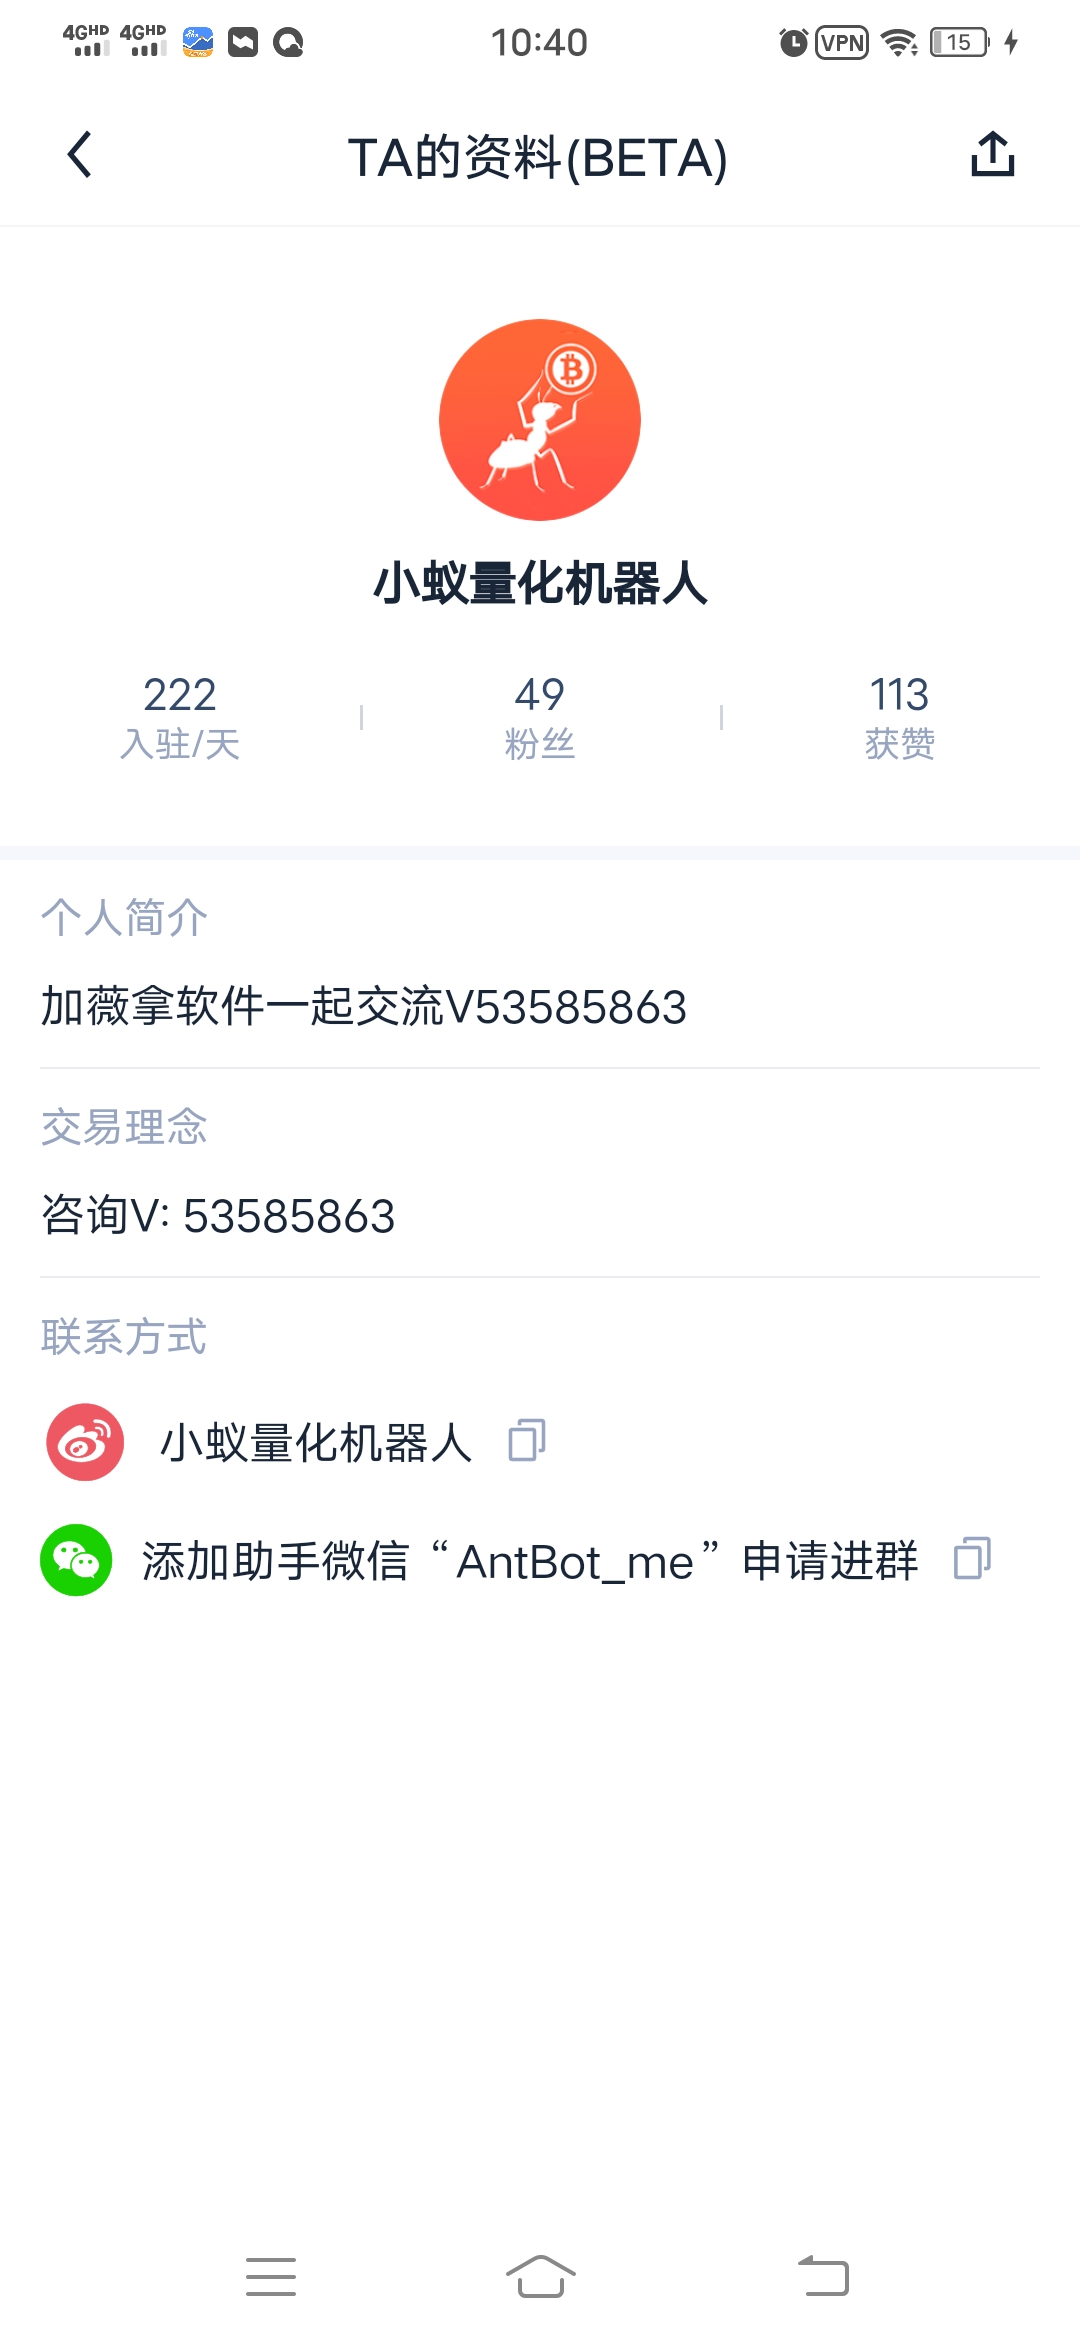 4GHD 4GHD 10:40 VPN 15
TA的资料(BETA)
小蚁量化机器人
222 49 113
入驻/天 粉丝 获赞
个人简介
加薇拿软件一起交流V53585863
交易理念
咨询V: 53585863
联系方式
小蚁量化机器人
添加助手微信“AntBot_me”申请进群